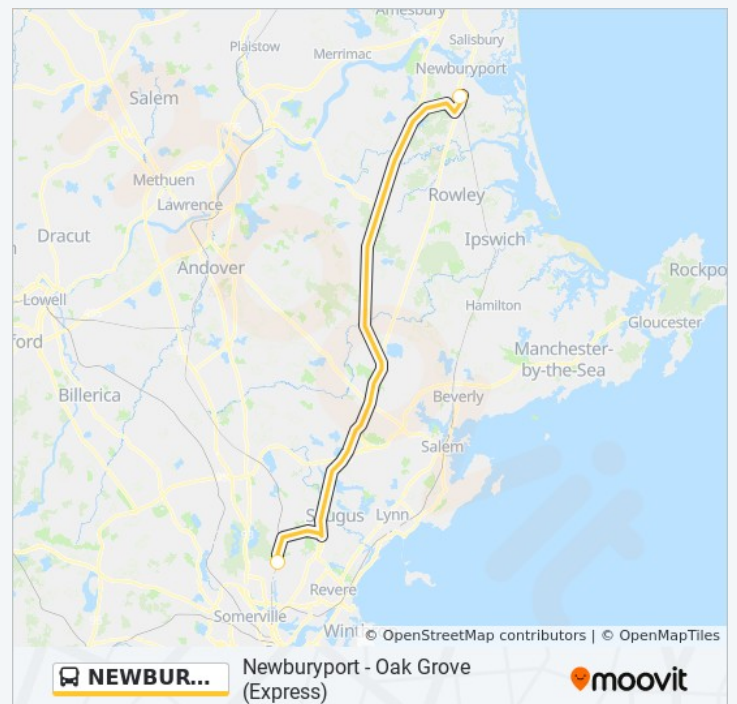 Amesbury
Plaistow
Salisbury
Merrimac
Newburyport
Salem
Methuen
Rowley
Lawrence
Dracut
Ipswich
Andover
Rockpo
Lowell
Hamilton
Gloucester
ford
Manchester-
by-the-Sea
Billerica
Beverly
Salem
Saugus
Lynn
Revere
Somerville
Wint
© OpenStreetMap contributors | © OpenMapTiles
NEWBUR...
Newburyport - Oak Grove
(Express)
moovit